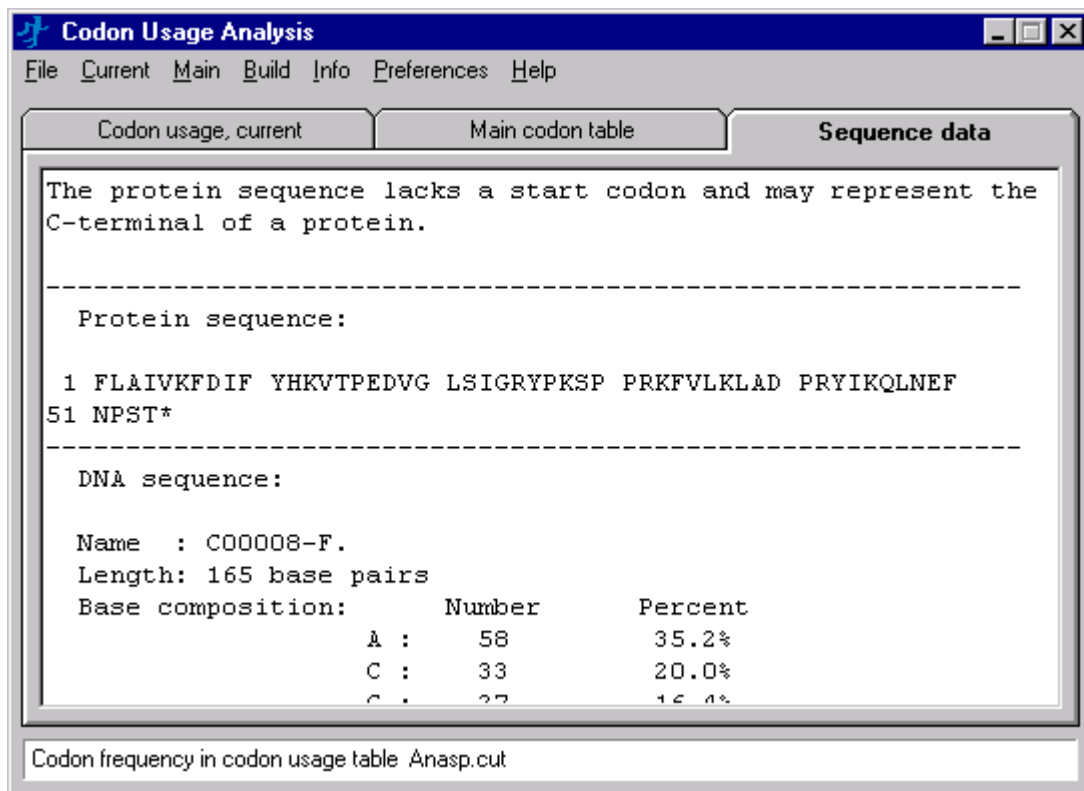 Codon Usage Analysis
File Current Main Build Info Preferences Help
Codon usage, current Main codon table Sequence data
The protein sequence lacks a start codon and may represent the
C-terminal of a protein.
----------------------------------------------------------------
Protein sequence:
1 FLAIVKFDIF YHKVTPEDVG LSIGRYPKSP PRKFVLKLAD PRYIKQLNEF
51 NPST*
----------------------------------------------------------------
DNA sequence:
Name : C00008-F.
Length: 165 base pairs
Base composition: Number Percent
A : 58 35.2%
C : 33 20.0%
Codon frequency in codon usage table Anasp.cut